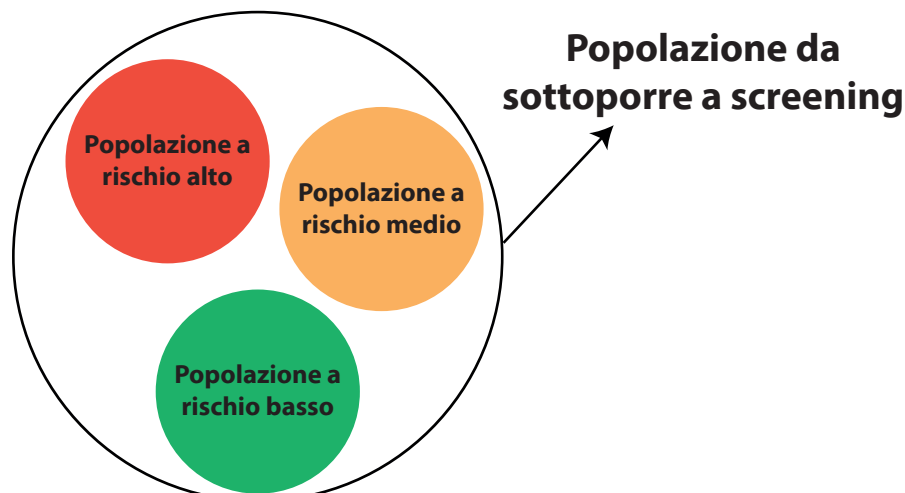 Popolazione da
sottoporre a screening
Popolazione a
rischio alto
Popolazione a
rischio medio
Popolazione a
rischio basso